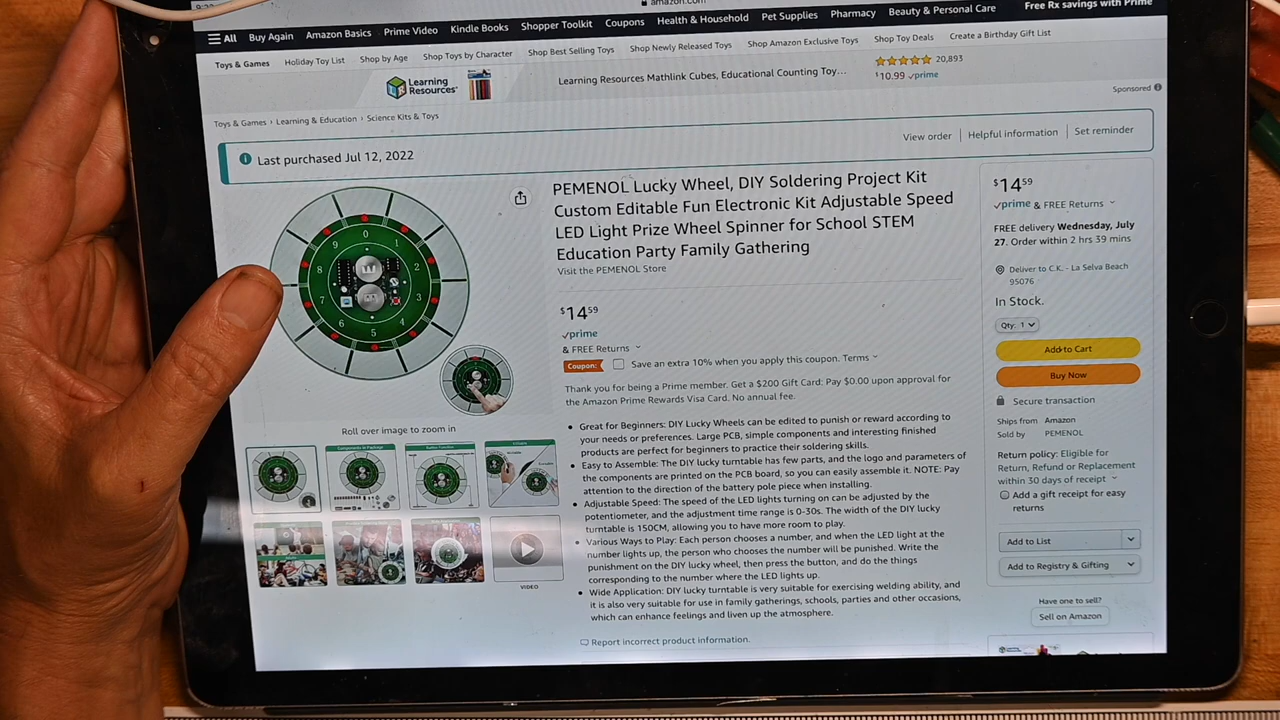 amazon.com
All Buy Again Amazon Basics Prime Video Kindle Books Shopper Toolkit Coupons Health & Household Pet Supplies Pharmacy Beauty & Personal Care Free Rx savings with Prime
Toys & Games Holiday Toy List Shop by Age Shop Toys by Character Shop Best Selling Toys Shop Newly Released Toys Shop Amazon Exclusive Toys Shop Toy Deals Create a Birthday Gift List
Learning
Resources®
Learning Resources Mathlink Cubes, Educational Counting Toy...
20,893
$10.99 prime
Sponsored
Toys & Games › Learning & Education › Science Kits & Toys
Last purchased Jul 12, 2022
View order Helpful information Set reminder
0
1
2
3
4
5
6
7
8
9
Roll over image to zoom in
VIDEO
PEMENOL Lucky Wheel, DIY Soldering Project Kit
Custom Editable Fun Electronic Kit Adjustable Speed
LED Light Prize Wheel Spinner for School STEM
Education Party Family Gathering
Visit the PEMENOL Store
$14 59
prime
& FREE Returns
Coupon: Save an extra 10% when you apply this coupon. Terms
Thank you for being a Prime member. Get a $200 Gift Card: Pay $0.00 upon approval for
the Amazon Prime Rewards Visa Card. No annual fee.
• Great for Beginners: DIY Lucky Wheels can be edited to punish or reward according to
your needs or preferences. Large PCB, simple components and interesting finished
products are perfect for beginners to practice their soldering skills.
• Easy to Assemble: The DIY lucky turntable has few parts, and the logo and parameters of
the components are printed on the PCB board, so you can easily assemble it. NOTE: Pay
attention to the direction of the battery pole piece when installing.
• Adjustable Speed: The speed of the LED lights turning on can be adjusted by the
potentiometer, and the adjustment time range is 0-30s. The width of the DIY lucky
turntable is 150CM, allowing you to have more room to play.
• Various Ways to Play: Each person chooses a number, and when the LED light at the
number lights up, the person who chooses the number will be punished. Write the
punishment on the DIY lucky wheel, then press the button, and do the things
corresponding to the number where the LED lights up.
• Wide Application: DIY lucky turntable is very suitable for exercising welding ability, and
it is also very suitable for use in family gatherings, schools, parties and other occasions,
which can enhance feelings and liven up the atmosphere.
Report incorrect product information.
$14 59
prime & FREE Returns
FREE delivery Wednesday, July
27. Order within 2 hrs 39 mins
Deliver to C.K. - La Selva Beach
95076
In Stock.
Qty: 1
Add to Cart
Buy Now
Secure transaction
Ships from Amazon
Sold by PEMENOL
Return policy: Eligible for
Return, Refund or Replacement
within 30 days of receipt
Add a gift receipt for easy
returns
Add to List
Add to Registry & Gifting
Have one to sell?
Sell on Amazon